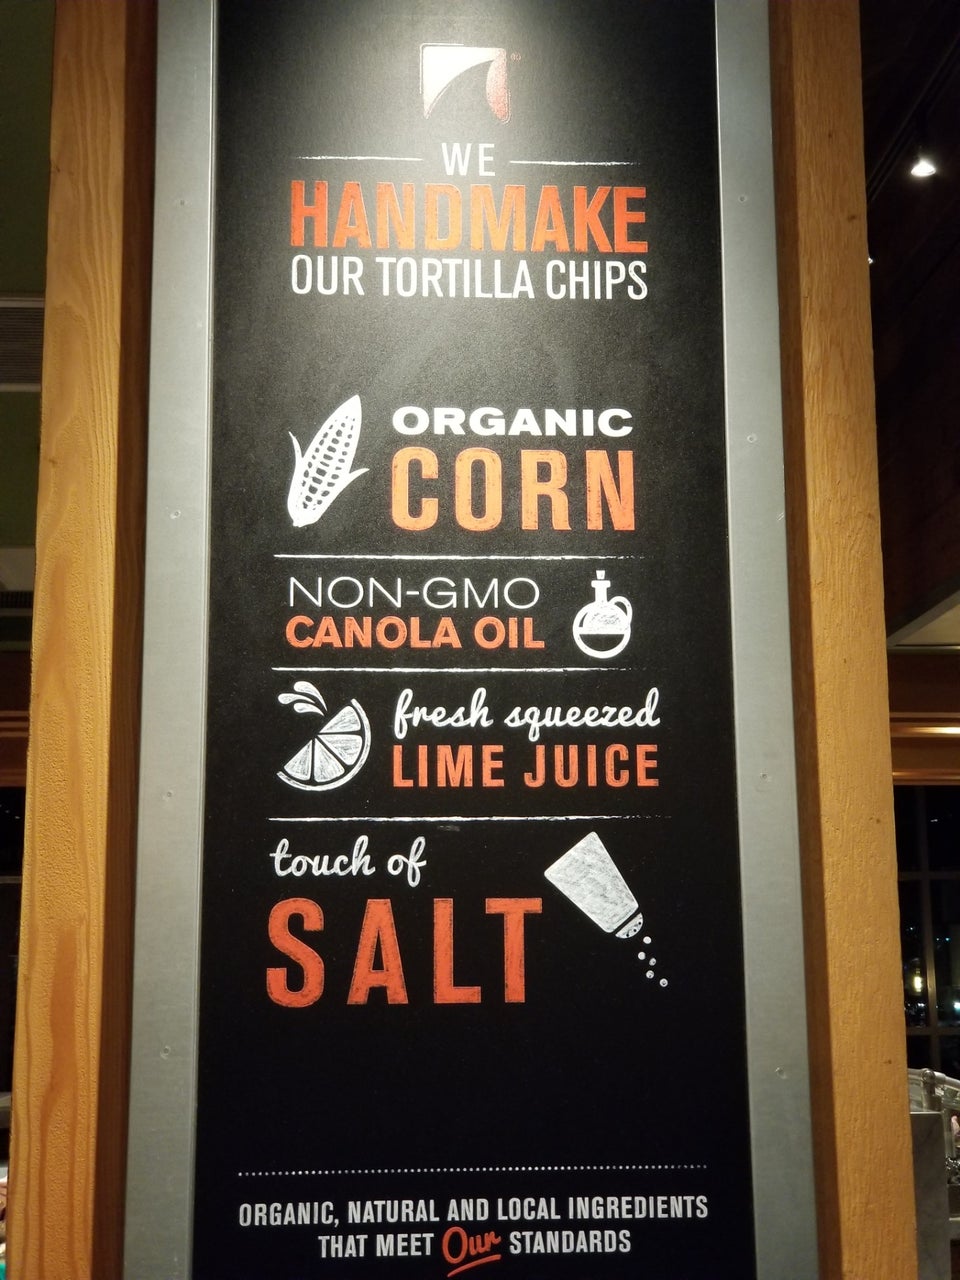 WE
HANDMAKE
OUR TORTILLA CHIPS
ORGANIC
CORN
NON-GMO
CANOLA OIL
fresh squeezed
LIME JUICE
touch of
SALT
ORGANIC, NATURAL AND LOCAL INGREDIENTS
THAT MEET Our STANDARDS